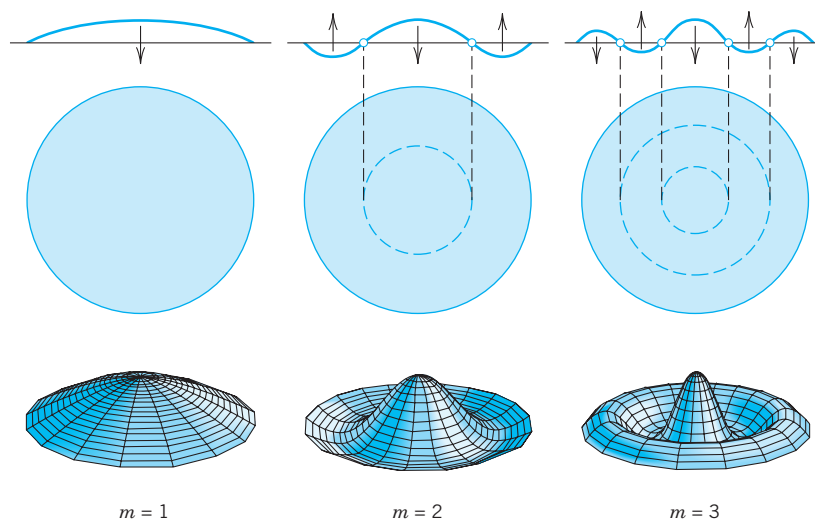 m = 1
m = 2
m = 3